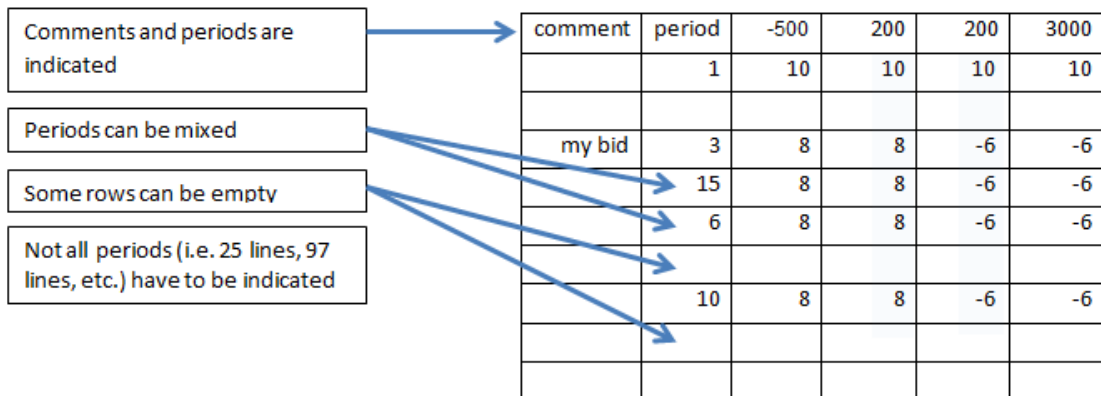 Comments and periods are
indicated
Periods can be mixed
Some rows can be empty
Not all periods (i.e. 25 lines, 97
lines, etc.) have to be indicated
comment period -500 200 200 3000
1 10 10 10 10
my bid 3 8 8 -6 -6
15 8 8 -6 -6
6 8 8 -6 -6
10 8 8 -6 -6